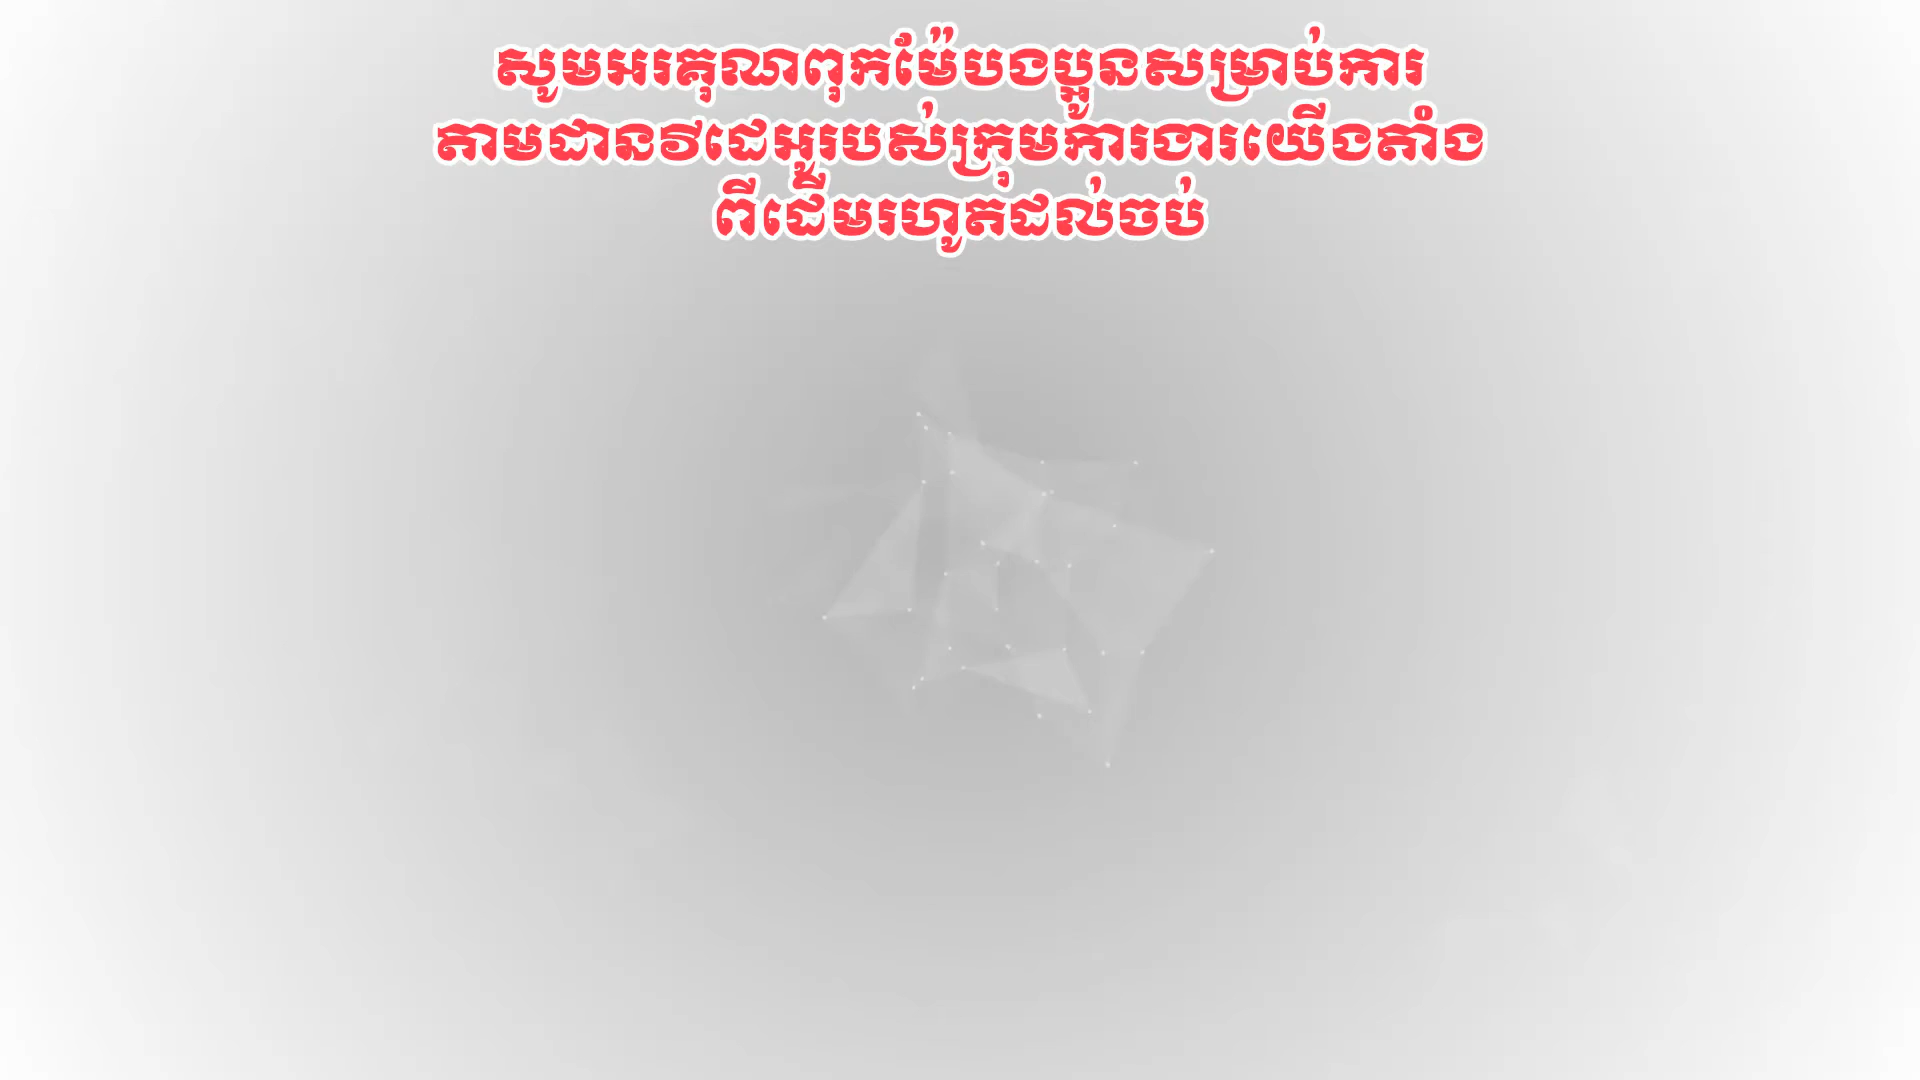 សូមអរគុណពុកម៉ែបងប្អូនសម្រាប់ការ
តាមដានវីដេអូរបស់ក្រុមការងារយើងតាំង
ពីដើមរហូតដល់ចប់